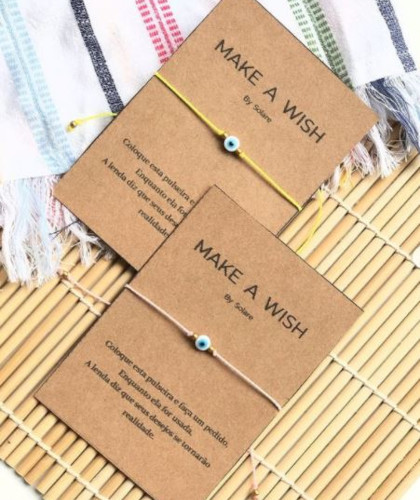 MAKE A WISH
By Solare
Coloque esta pulseira e
Enquanto ela for
A lenda diz que seus
realidade.
MAKE A WISH
By Solare
Coloque esta pulseira e faça um pedido.
Enquanto ela for usada.
A lenda diz que seus desejos se tornarão
realidade.